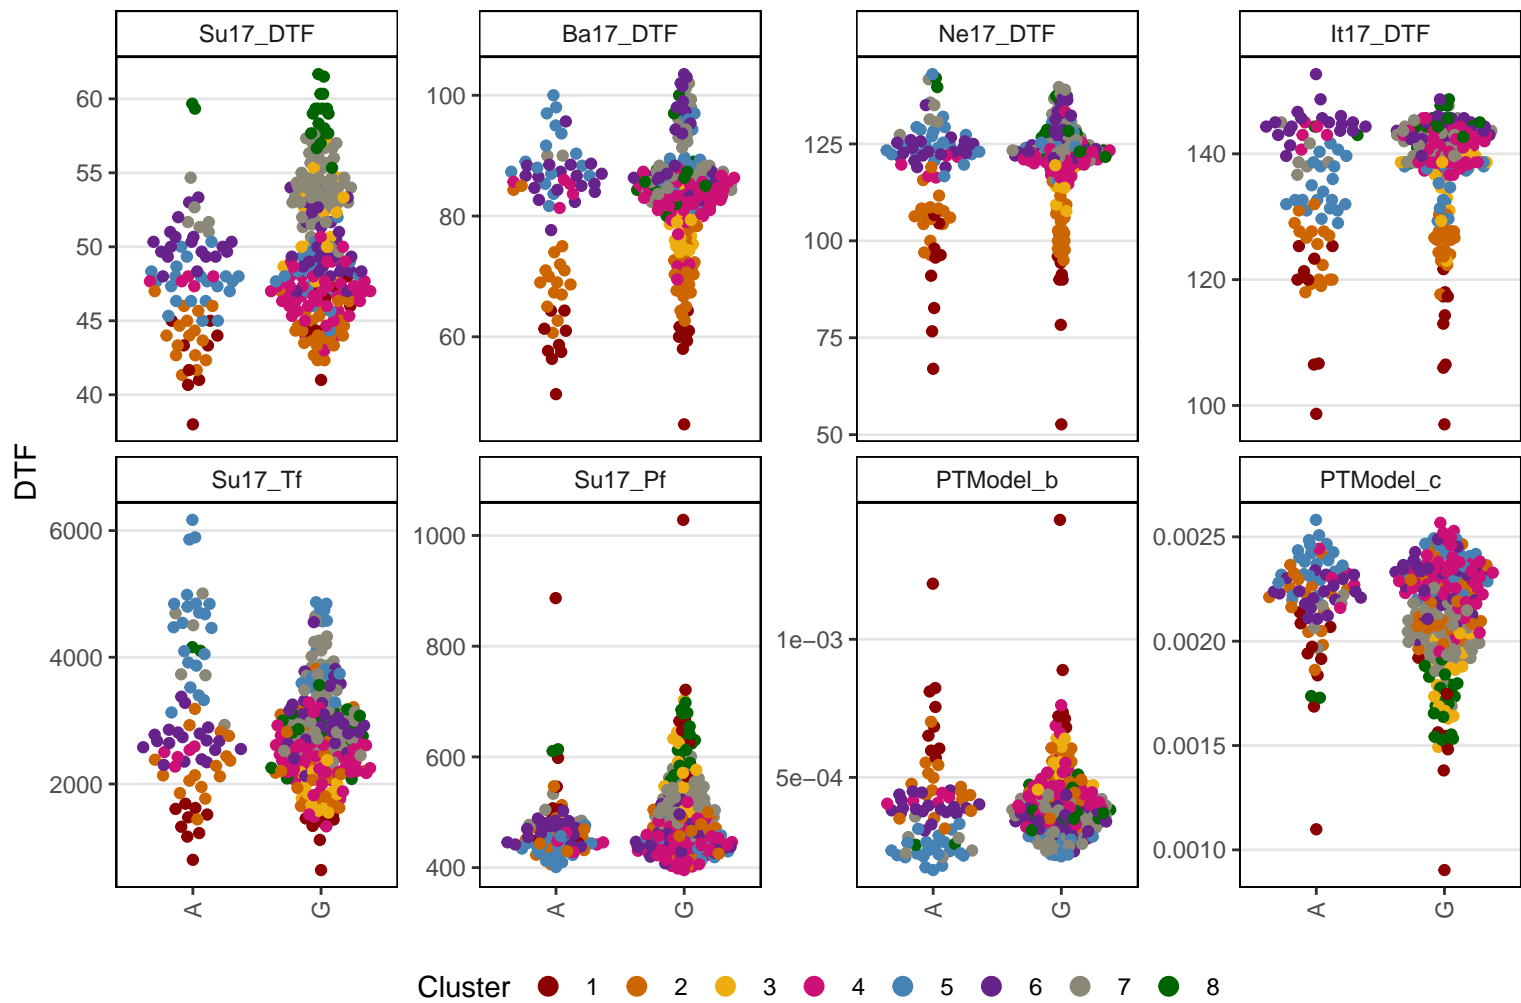 Su17_DTF Ba17_DTF Ne17_DTF It17_DTF
60 55 50 45 40
100 80 60
125 100 75 50
140 120 100
DTF
Su17_Tf Su17_Pf PTModel_b PTModel_c
6000 4000 2000
1000 800 600 400
1e−03 5e−04
0.0025 0.0020 0.0015 0.0010
A G A G A G A G
Cluster 1 2 3 4 5 6 7 8